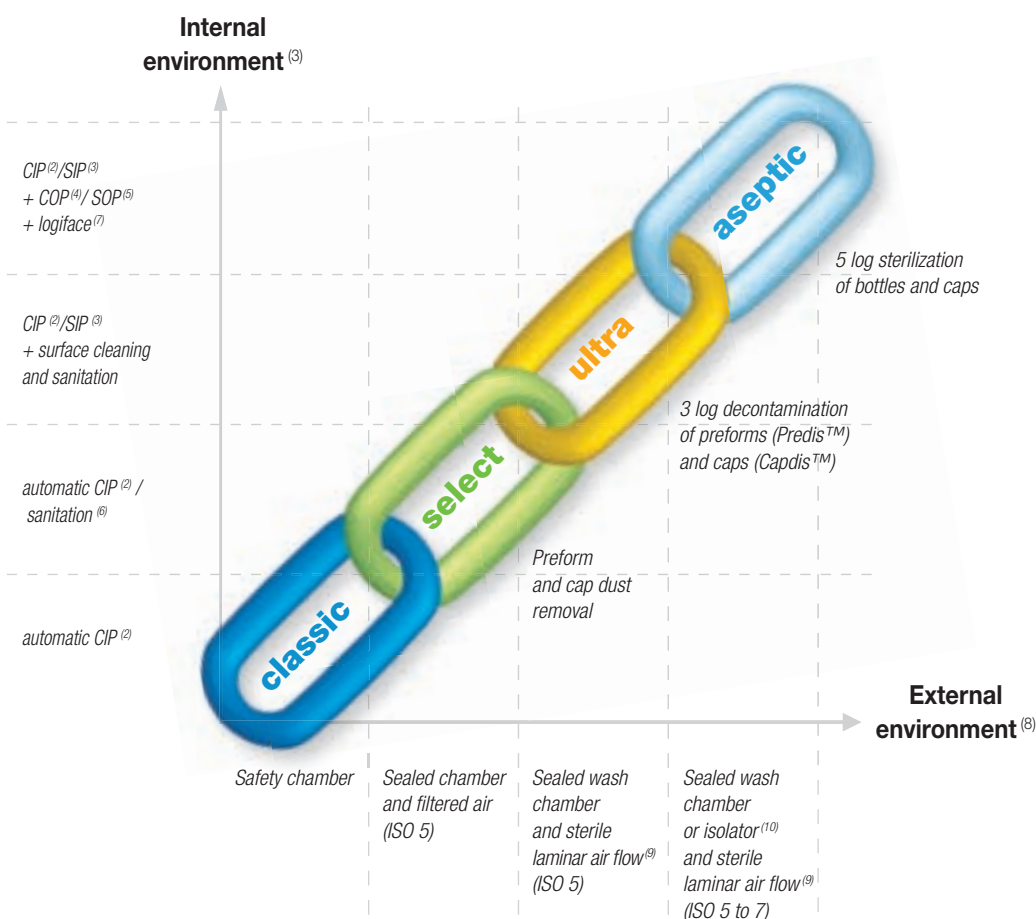 Internal
environment (3)
CIP(2)/SIP(3)
+ COP(4)/ SOP(5)
+ logiface(7)
aseptic
5 log sterilization
of bottles and caps
CIP (2)/SIP (3)
+ surface cleaning
and sanitation
ultra
3 log decontamination
of preforms (Predis™)
and caps (Capdis™)
automatic CIP (2) /
sanitation (6)
select
Preform
and cap dust
removal
automatic CIP (2)
classic
External
environment (8)
Safety chamber
Sealed chamber
and filtered air
(ISO 5)
Sealed wash
chamber
and sterile
laminar air flow(9)
(ISO 5)
Sealed wash
chamber
or isolator(10)
and sterile
laminar air flow(9)
(ISO 5 to 7)